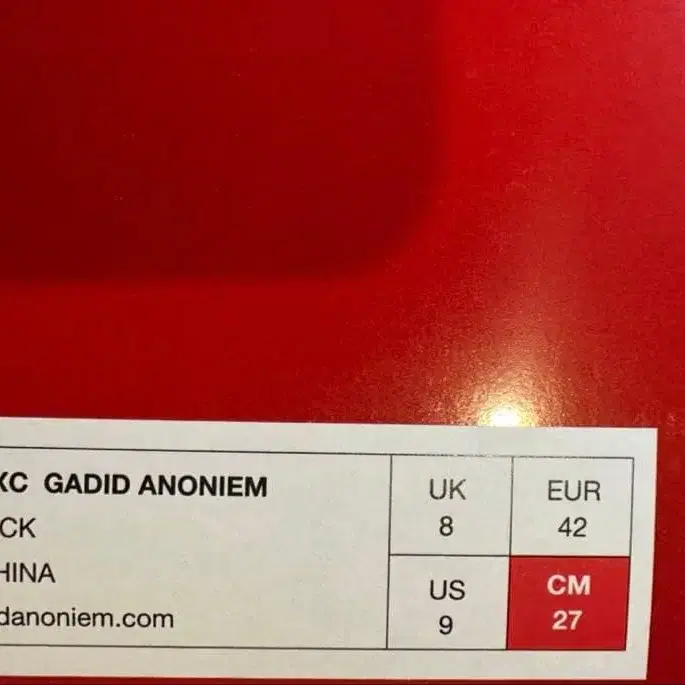 XC GADID ANONIEM
CK
HINA
danoniem.com
UK
8
EUR
42
US
9
CM
27